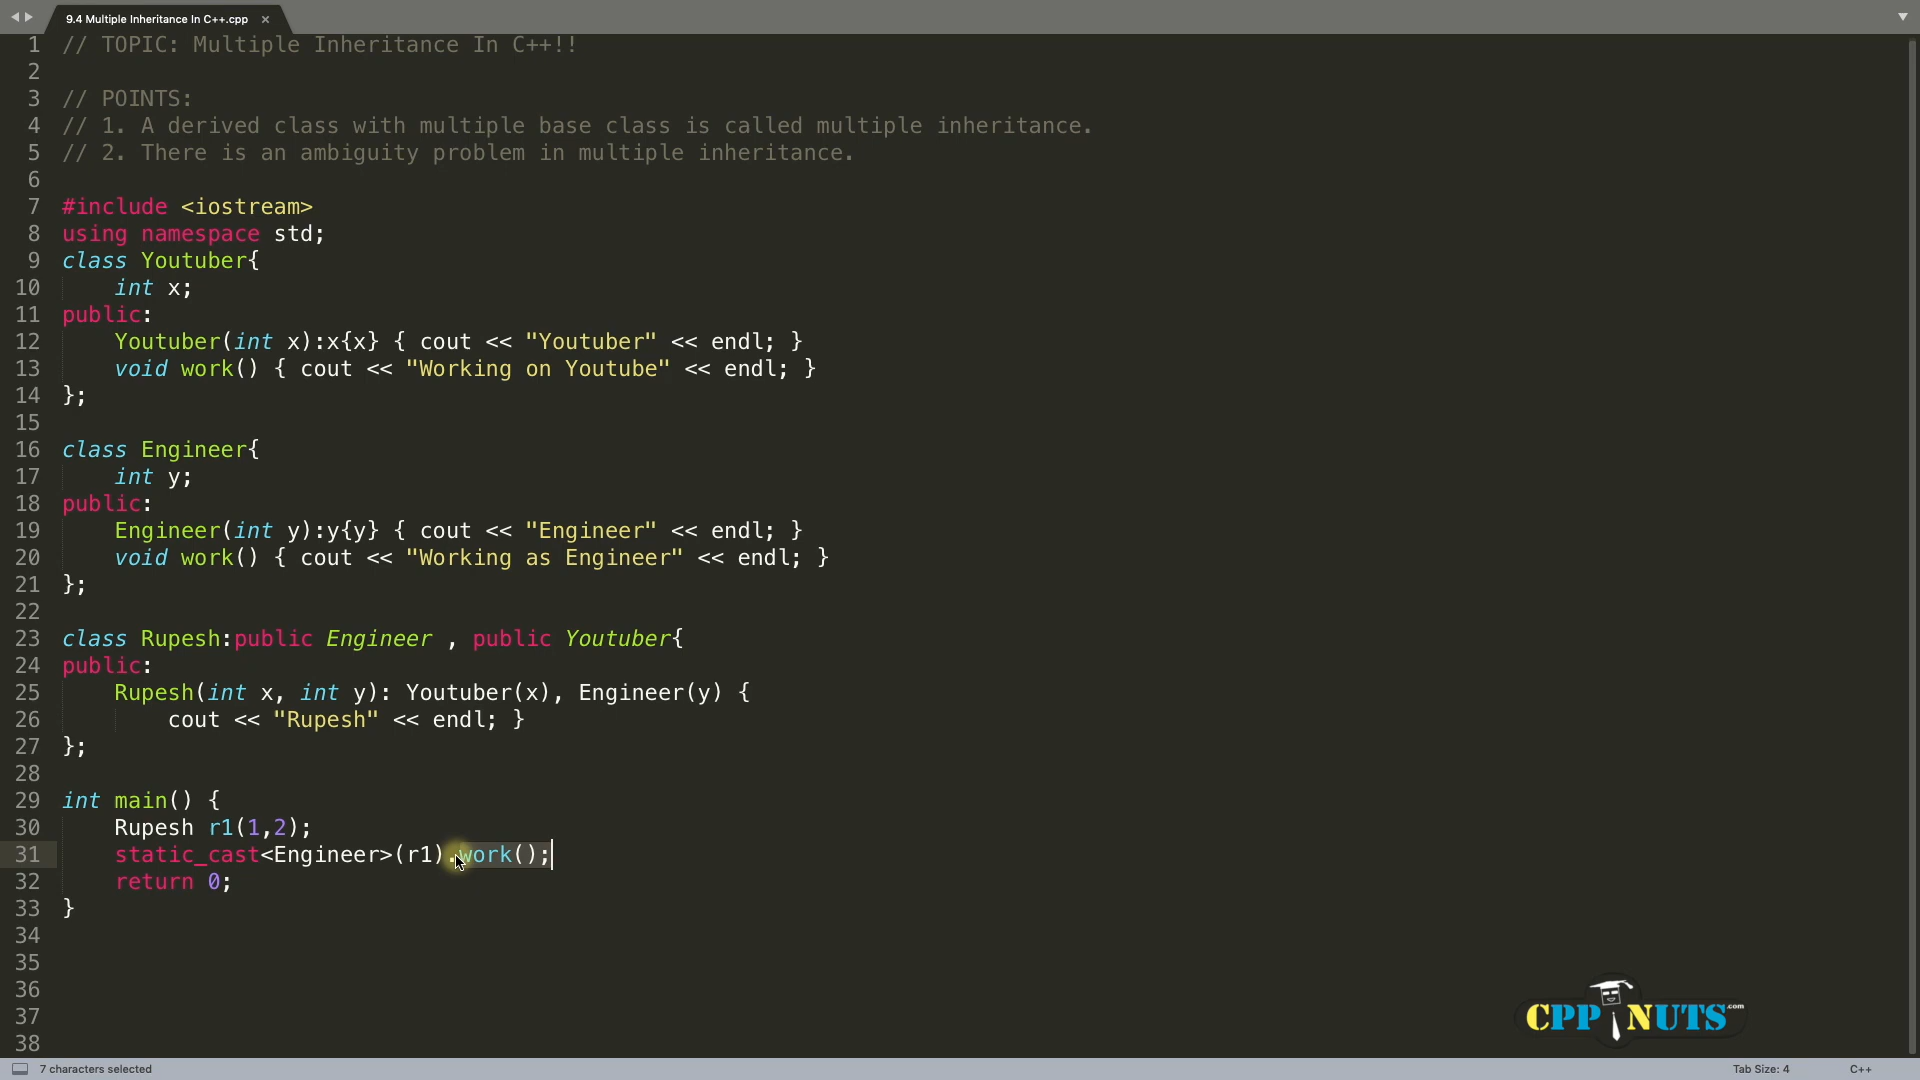 9.4 Multiple Inheritance In C++.cpp ×
1 // TOPIC: Multiple Inheritance In C++!!
2
3 // POINTS:
4 // 1. A derived class with multiple base class is called multiple inheritance.
5 // 2. There is an ambiguity problem in multiple inheritance.
6
7 #include <iostream>
8 using namespace std;
9 class Youtuber{
10     int x;
11 public:
12     Youtuber(int x):x{x} { cout << "Youtuber" << endl; }
13     void work() { cout << "Working on Youtube" << endl; }
14 };
15
16 class Engineer{
17     int y;
18 public:
19     Engineer(int y):y{y} { cout << "Engineer" << endl; }
20     void work() { cout << "Working as Engineer" << endl; }
21 };
22
23 class Rupesh:public Engineer , public Youtuber{
24 public:
25     Rupesh(int x, int y): Youtuber(x), Engineer(y) {
26         cout << "Rupesh" << endl; }
27 };
28
29 int main() {
30     Rupesh r1(1,2);
31     static_cast<Engineer>(r1).work();
32     return 0;
33 }
34
35
36
37
38
CPP NUTS .com
7 characters selected Tab Size: 4 C++